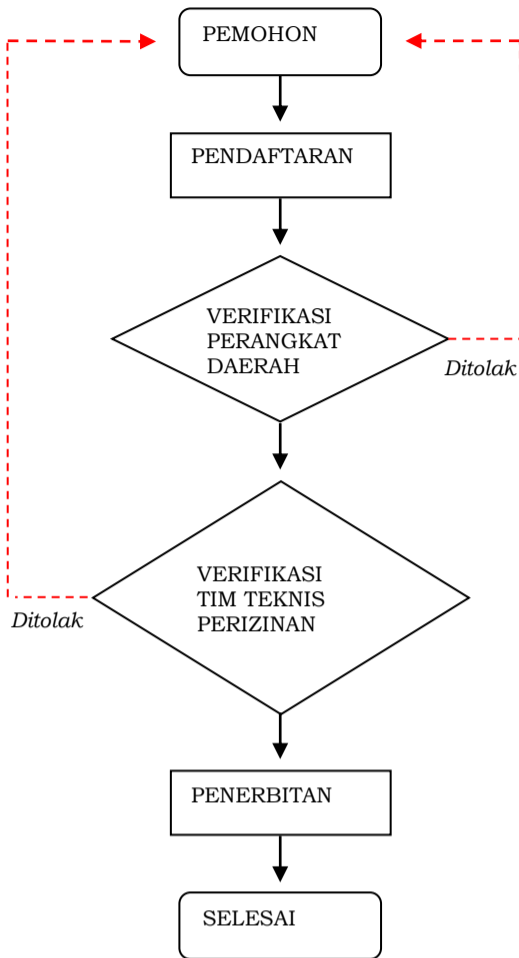 PEMOHON
PENDAFTARAN
VERIFIKASI
PERANGKAT
DAERAH
Ditolak
VERIFIKASI
TIM TEKNIS
PERIZINAN
Ditolak
PENERBITAN
SELESAI